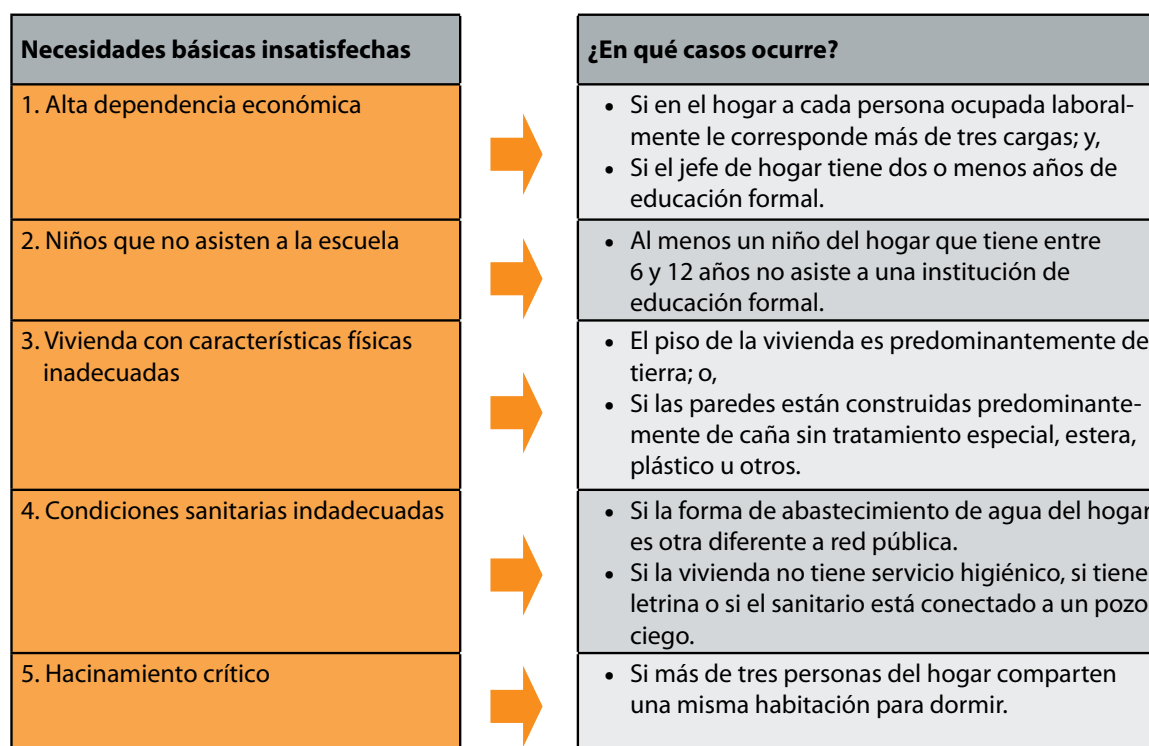 Necesidades básicas insatisfechas
¿En qué casos ocurre?
1. Alta dependencia económica
• Si en el hogar a cada persona ocupada laboral-
mente le corresponde más de tres cargas; y,
• Si el jefe de hogar tiene dos o menos años de
educación formal.
2. Niños que no asisten a la escuela
• Al menos un niño del hogar que tiene entre
6 y 12 años no asiste a una institución de
educación formal.
3. Vivienda con características físicas
inadecuadas
• El piso de la vivienda es predominantemente de
tierra; o,
• Si las paredes están construidas predominante-
mente de caña sin tratamiento especial, estera,
plástico u otros.
4. Condiciones sanitarias indadecuadas
• Si la forma de abastecimiento de agua del hogar
es otra diferente a red pública.
• Si la vivienda no tiene servicio higiénico, si tiene
letrina o si el sanitario está conectado a un pozo
ciego.
5. Hacinamiento crítico
• Si más de tres personas del hogar comparten
una misma habitación para dormir.